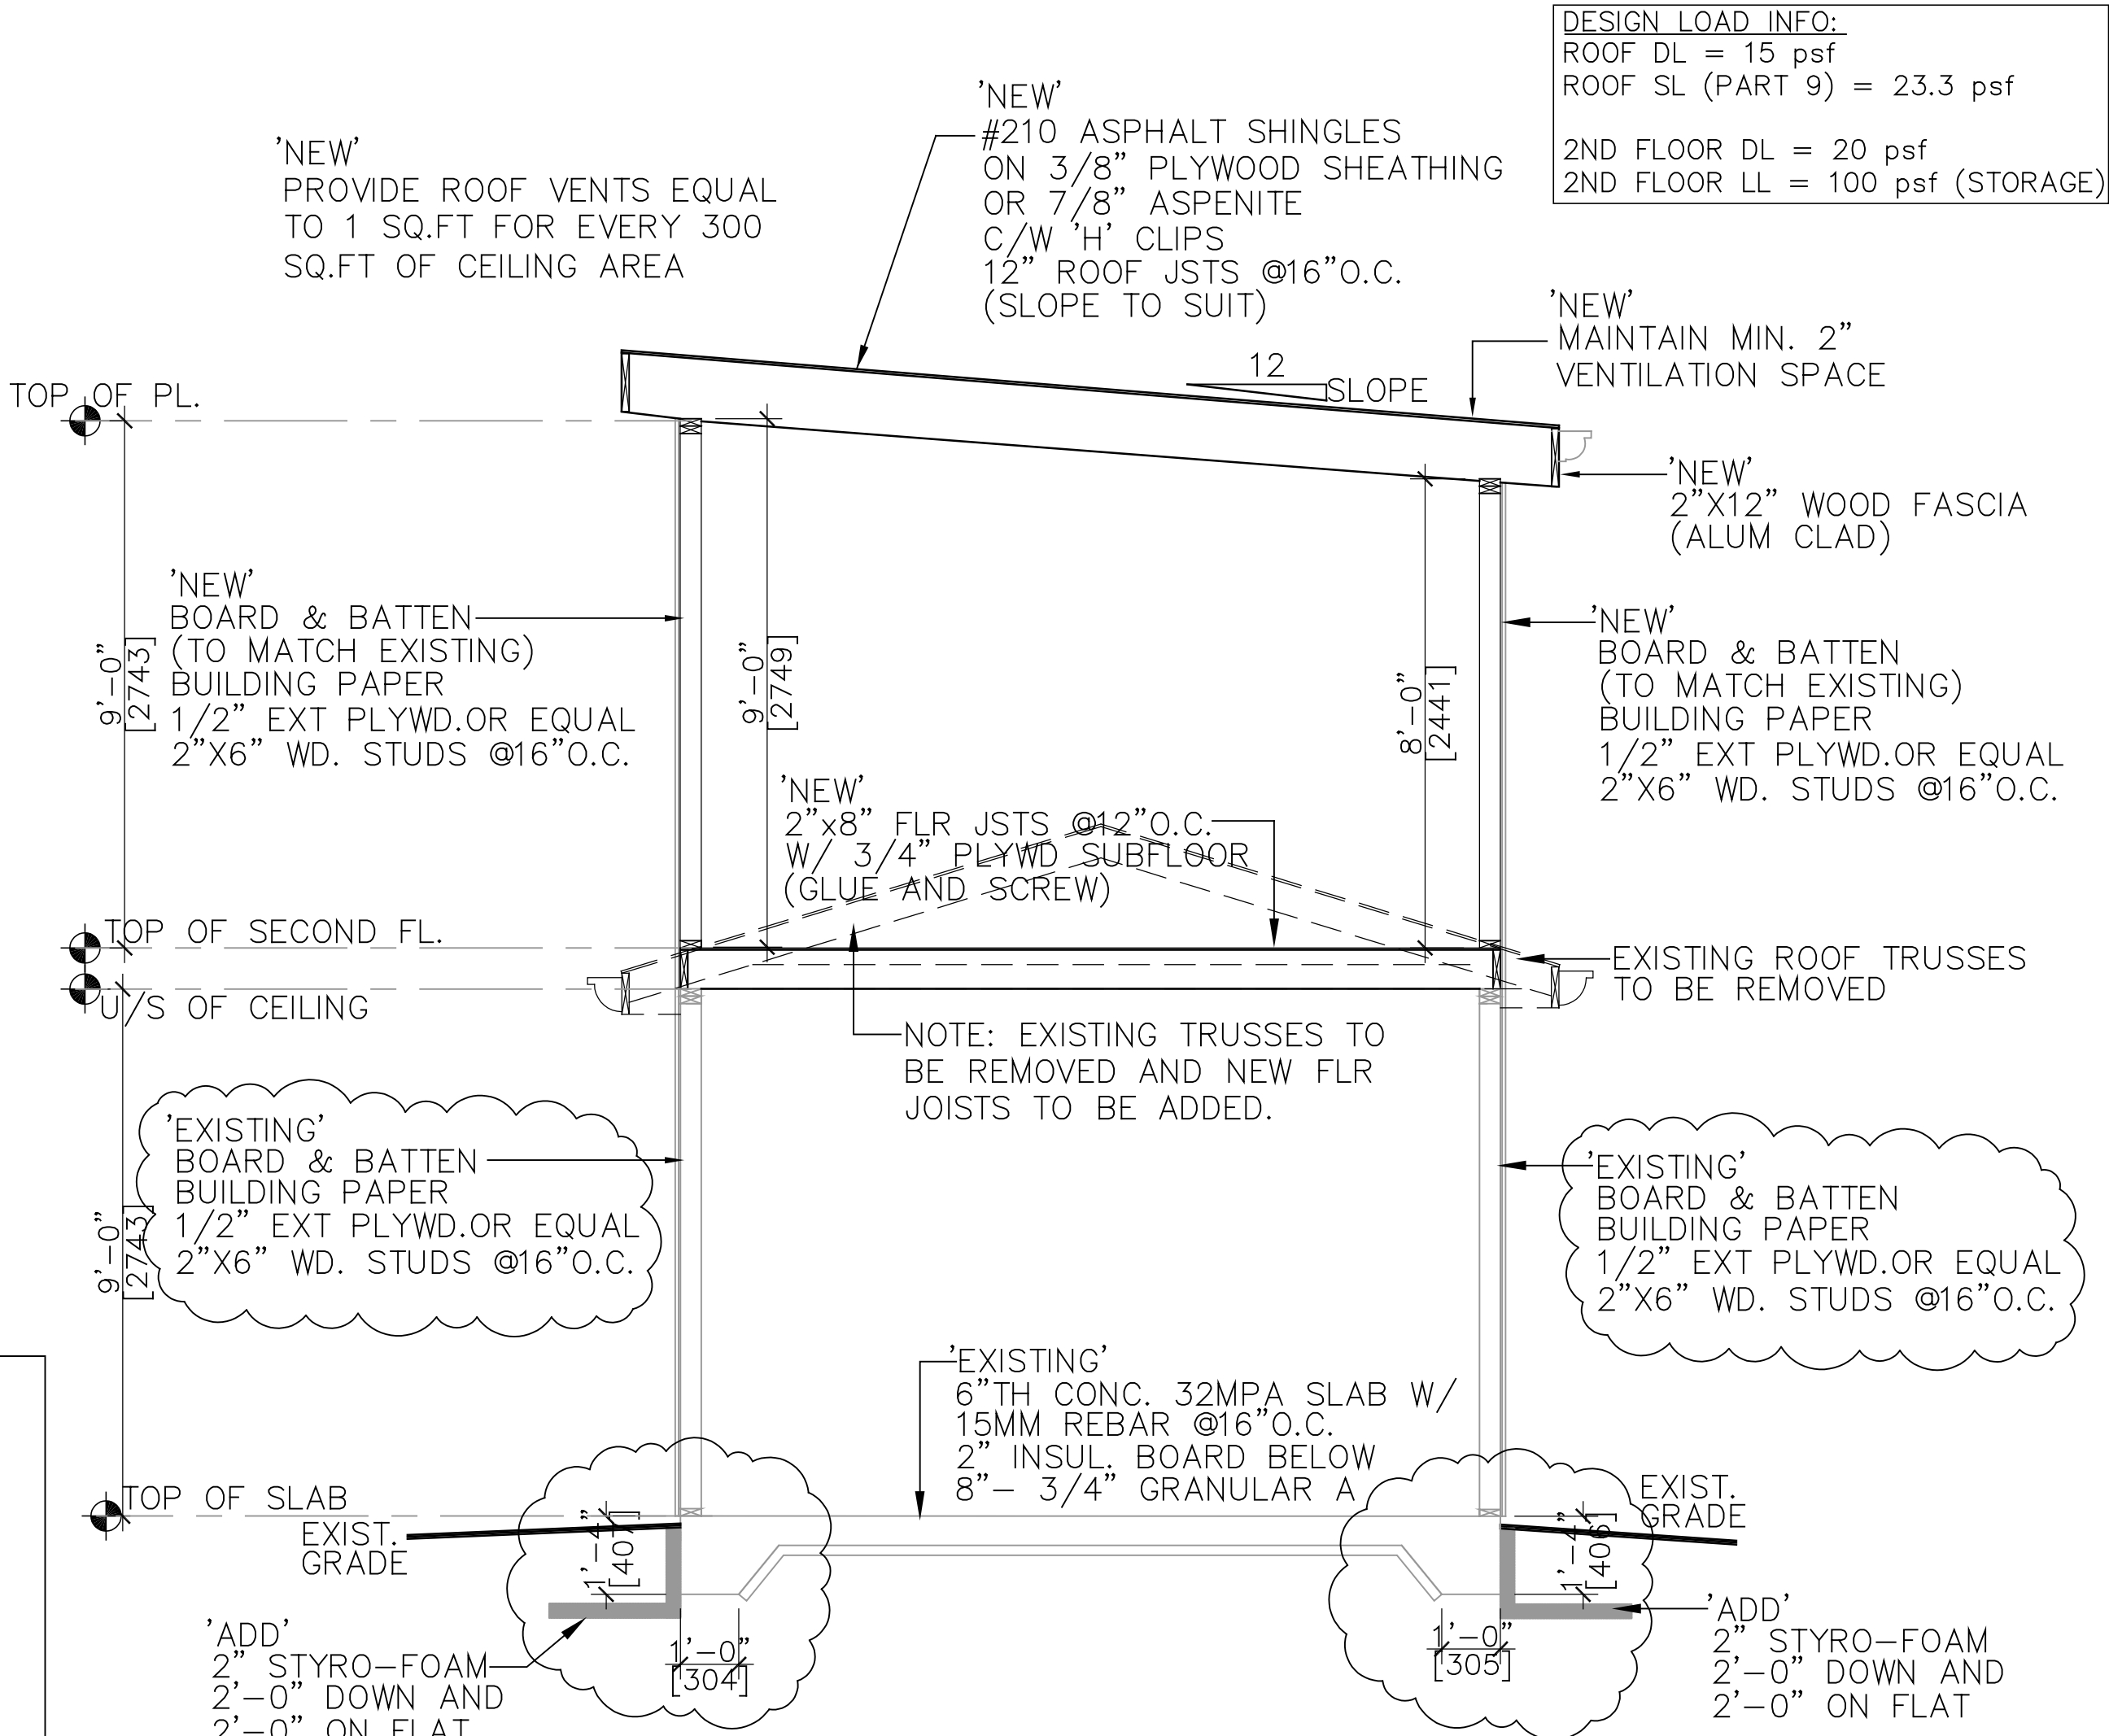 DESIGN LOAD INFO:
ROOF DL = 15 psf
ROOF SL (PART 9) = 23.3 psf
2ND FLOOR DL = 20 psf
2ND FLOOR LL = 100 psf (STORAGE)
'NEW'
PROVIDE ROOF VENTS EQUAL
TO 1 SQ.FT FOR EVERY 300
SQ.FT OF CEILING AREA
'NEW'
#210 ASPHALT SHINGLES
ON 3/8" PLYWOOD SHEATHING
OR 7/8" ASPENITE
C/W 'H' CLIPS
12" ROOF JSTS @16"O.C.
(SLOPE TO SUIT)
'NEW'
MAINTAIN MIN. 2"
VENTILATION SPACE
12
SLOPE
TOP OF PL.
'NEW'
2"X12" WOOD FASCIA
(ALUM CLAD)
'NEW'
BOARD & BATTEN
(TO MATCH EXISTING)
BUILDING PAPER
1/2" EXT PLYWD.OR EQUAL
2"X6" WD. STUDS @16"O.C.
9'-0"
[2743]
9'-0"
[2749]
8'-0"
[2441]
'NEW'
BOARD & BATTEN
(TO MATCH EXISTING)
BUILDING PAPER
1/2" EXT PLYWD.OR EQUAL
2"X6" WD. STUDS @16"O.C.
'NEW'
2"x8" FLR JSTS @12"O.C.
W/ 3/4" PLYWD SUBFLOOR
(GLUE AND SCREW)
TOP OF SECOND FL.
U/S OF CEILING
EXISTING ROOF TRUSSES
TO BE REMOVED
NOTE: EXISTING TRUSSES TO
BE REMOVED AND NEW FLR
JOISTS TO BE ADDED.
'EXISTING'
BOARD & BATTEN
BUILDING PAPER
1/2" EXT PLYWD.OR EQUAL
2"X6" WD. STUDS @16"O.C.
9'-0"
[2743]
'EXISTING'
BOARD & BATTEN
BUILDING PAPER
1/2" EXT PLYWD.OR EQUAL
2"X6" WD. STUDS @16"O.C.
'EXISTING'
6"TH CONC. 32MPA SLAB W/
15MM REBAR @16"O.C.
2" INSUL. BOARD BELOW
8"- 3/4" GRANULAR A
TOP OF SLAB
EXIST.
GRADE
1'-4"
[407]
EXIST.
GRADE
1'-4"
[406]
1'-0"
[304]
1'-0"
[305]
'ADD'
2" STYRO-FOAM
2'-0" DOWN AND
2'-0" ON FLAT
'ADD'
2" STYRO-FOAM
2'-0" DOWN AND
2'-0" ON FLAT